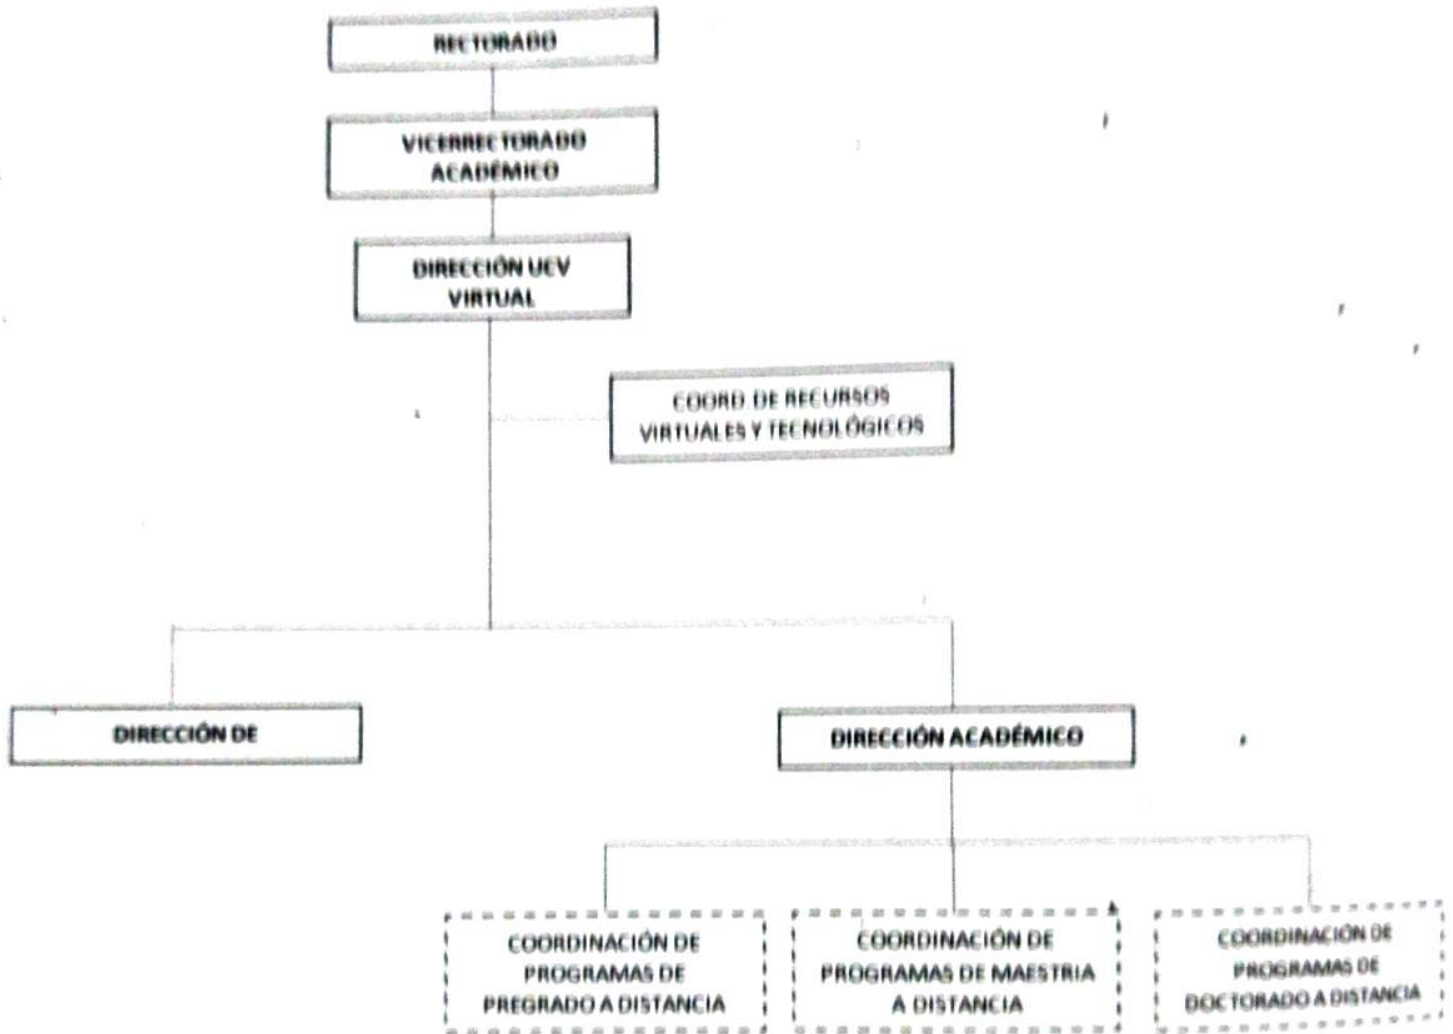 RECTORADO
VICERRECTORADO
ACADÉMICO
DIRECCIÓN UCV
VIRTUAL
COORD. DE RECURSOS
VIRTUALES Y TECNOLÓGICOS
DIRECCIÓN DE
DIRECCIÓN ACADÉMICO
COORDINACIÓN DE
PROGRAMAS DE
PREGRADO A DISTANCIA
COORDINACIÓN DE
PROGRAMAS DE MAESTRIA
A DISTANCIA
COORDINACIÓN DE
PROGRAMAS DE
DOCTORADO A DISTANCIA